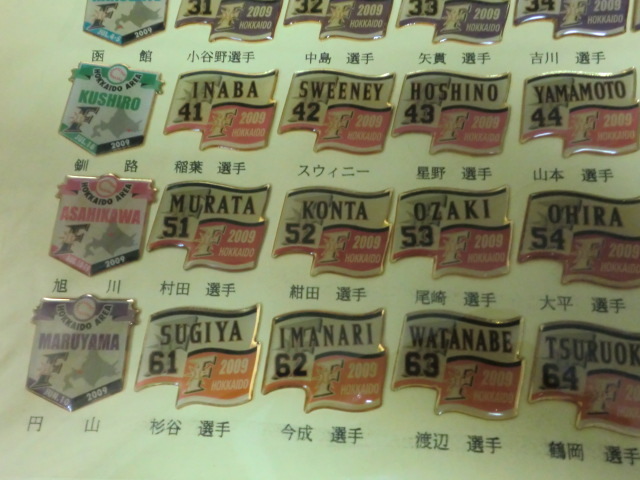 31 2009 HOKKAIDO
32 2009 HOKKAIDO
33 2009 HOKKAIDO
34 2009
2009
函館 小谷野選手 中島 選手 矢貫 選手 吉川 選手
HOKKAIDO AREA
KUSHIRO
2009
INABA
41 F 2009
HOKKAIDO
SWEENEY
42 F 2009
HOKKAIDO
HOSHINO
43 F 2009
HOKKAIDO
YAMAMOTO
44 F 2009
HOKKAIDO
釧路 稲葉 選手 スウィニー 星野 選手 山本 選手
HOKKAIDO AREA
ASAHIKAWA
2009
MURATA
51 F 2009
HOKKAIDO
KONTA
52 F 2009
HOKKAIDO
OZAKI
53 F 2009
HOKKAIDO
OHIRA
54 F 2009
HOKKAIDO
旭川 村田 選手 紺田 選手 尾崎 選手 大平 選手
HOKKAIDO AREA
MARUYAMA
2009
SUGIYA
61 F 2009
HOKKAIDO
IMANARI
62 F 2009
HOKKAIDO
WATANABE
63 F 2009
HOKKAIDO
TSURUOK
64 F 2009
HOKKAIDO
円山 杉谷 選手 今成 選手 渡辺 選手 鶴岡 選手